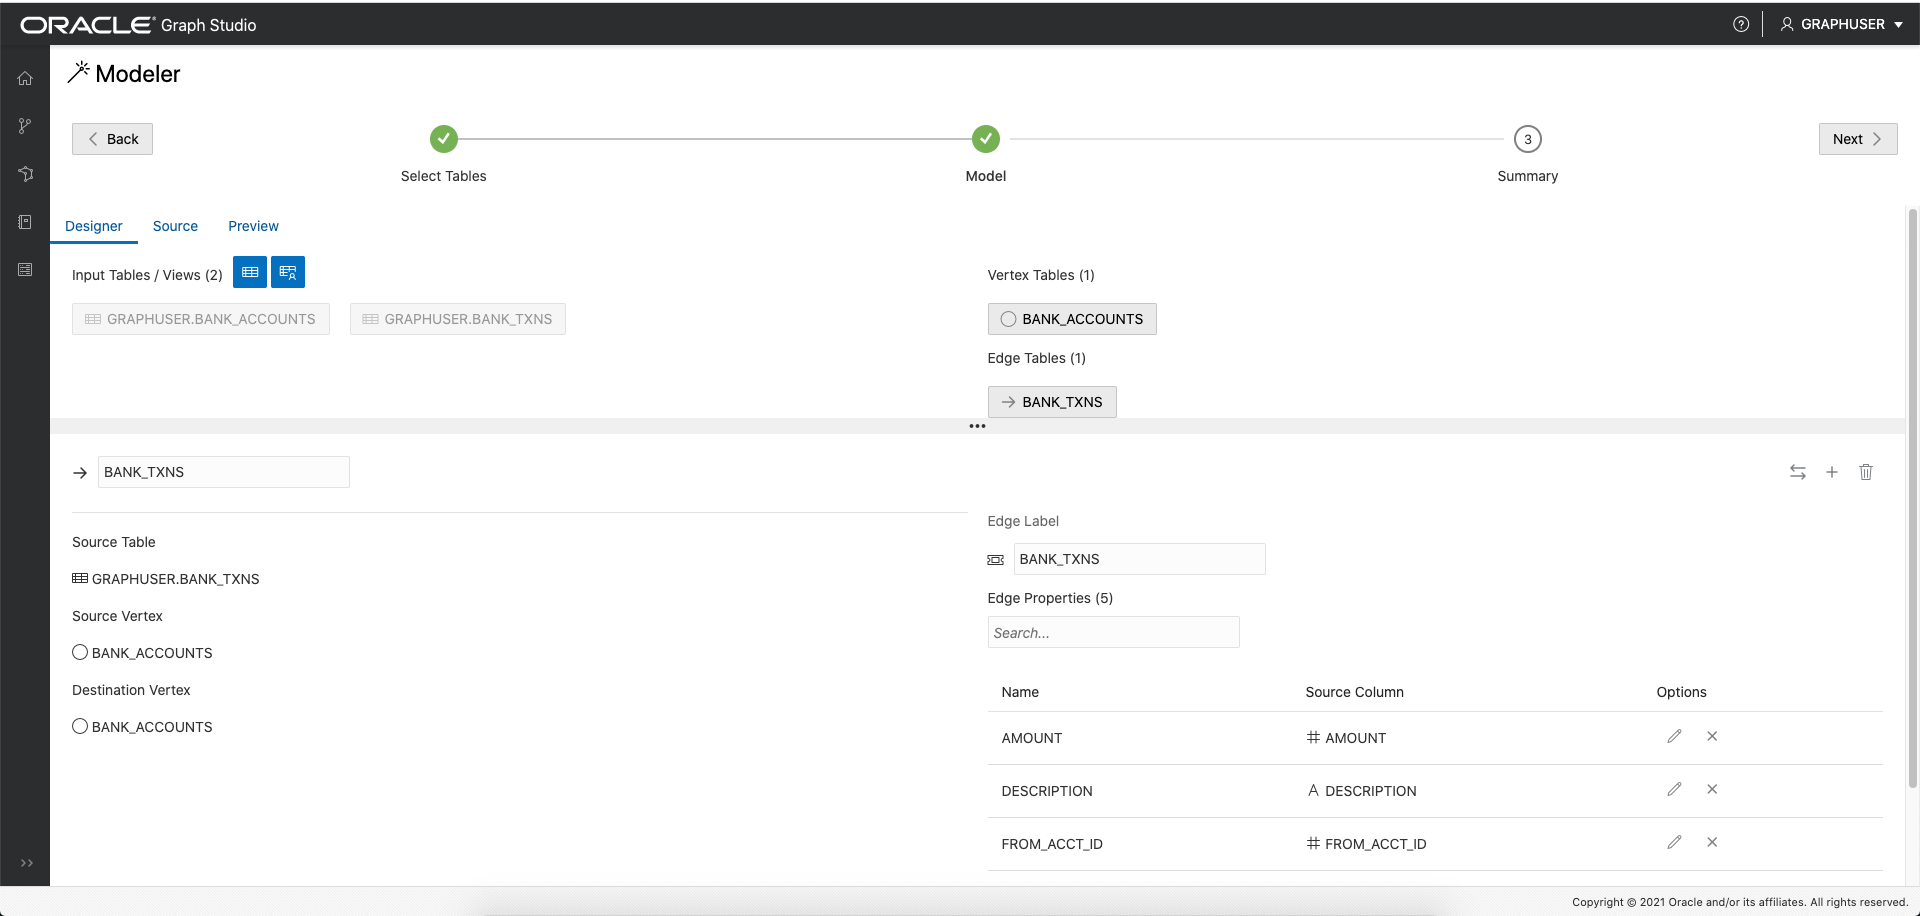 ORACLE® Graph Studio
GRAPHUSER
Modeler
Back
3
Next
Select Tables
Model
Summary
Designer
Source
Preview
Input Tables / Views (2)
GRAPHUSER.BANK_ACCOUNTS
GRAPHUSER.BANK_TXNS
Vertex Tables (1)
BANK_ACCOUNTS
Edge Tables (1)
BANK_TXNS
BANK_TXNS
Source Table
GRAPHUSER.BANK_TXNS
Source Vertex
BANK_ACCOUNTS
Destination Vertex
BANK_ACCOUNTS
Edge Label
BANK_TXNS
Edge Properties (5)
Search...
Name Source Column Options
AMOUNT # AMOUNT
DESCRIPTION A DESCRIPTION
FROM_ACCT_ID # FROM_ACCT_ID
Copyright © 2021 Oracle and/or its affiliates. All rights reserved.